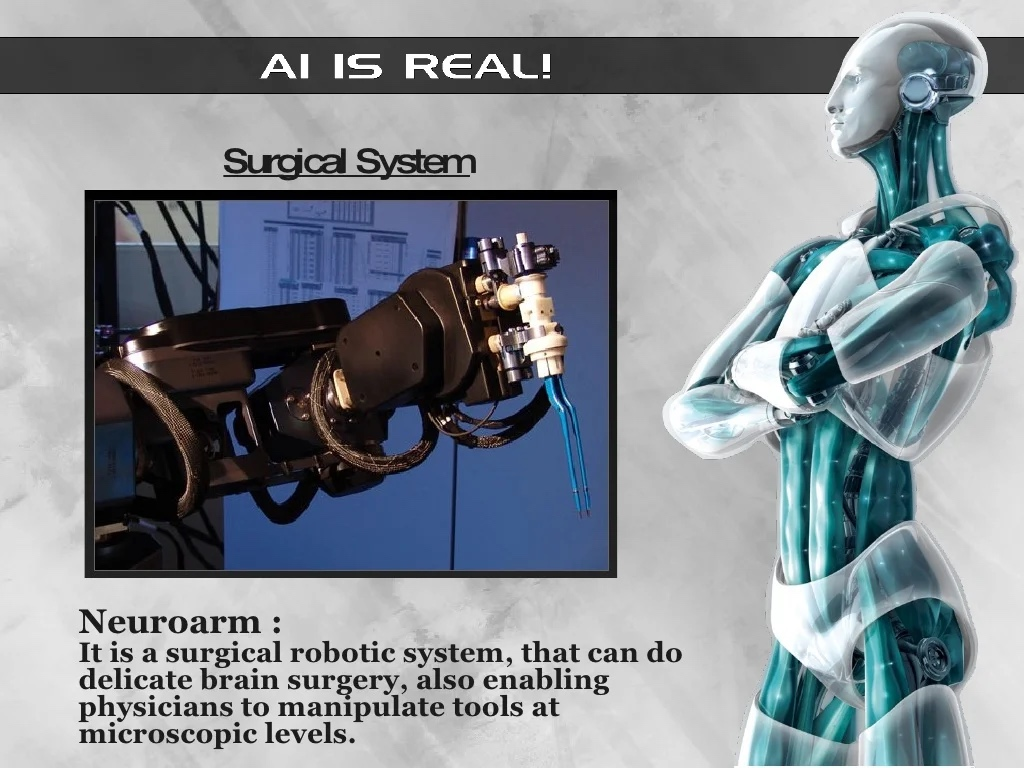 AI IS REAL!
Surgical System
Neuroarm :
It is a surgical robotic system, that can do
delicate brain surgery, also enabling
physicians to manipulate tools at
microscopic levels.